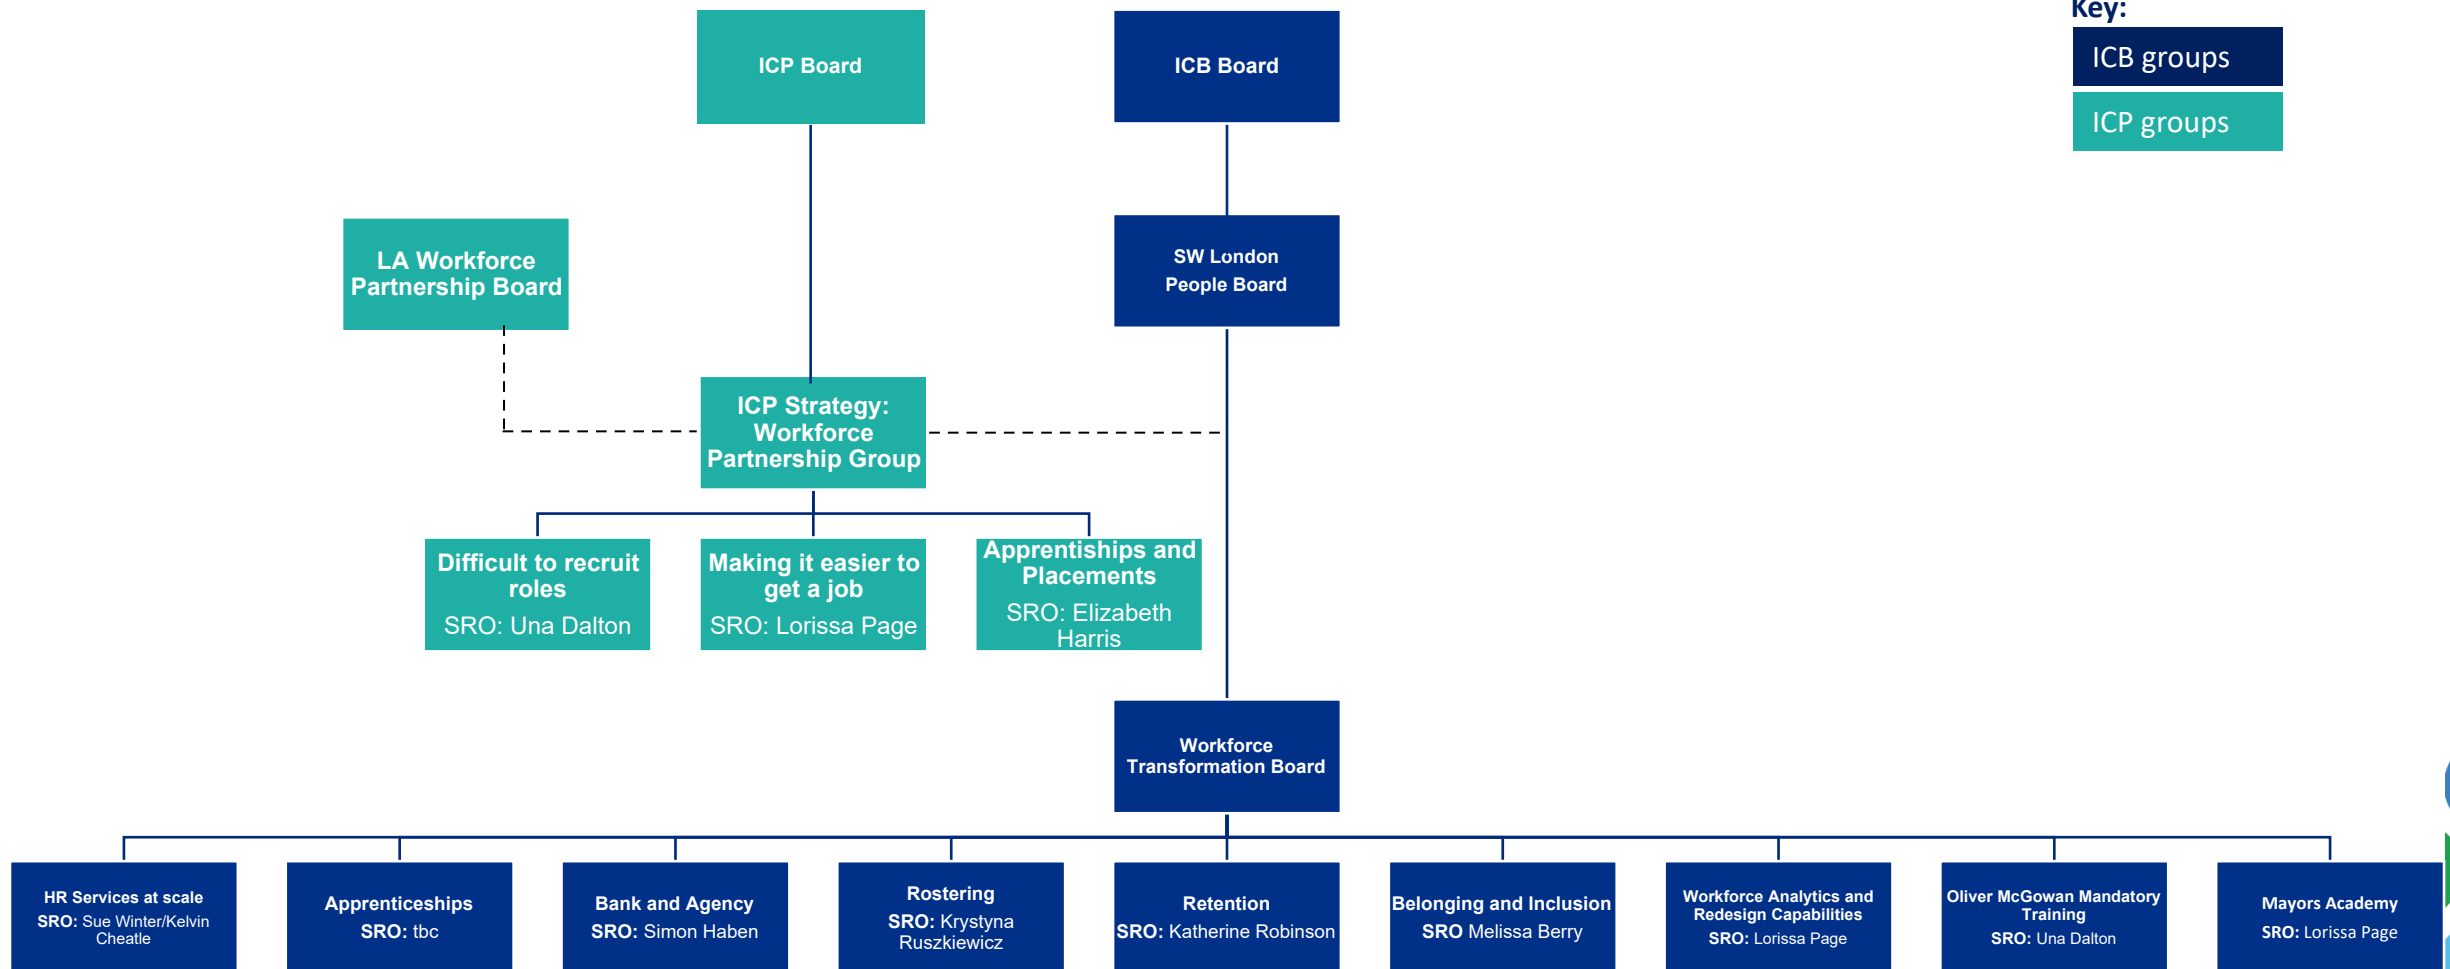 Key:
ICB groups
ICP groups
ICP Board
ICB Board
LA Workforce
Partnership Board
SW London
People Board
ICP Strategy:
Workforce
Partnership Group
Difficult to recruit
roles
SRO: Una Dalton
Making it easier to
get a job
SRO: Lorissa Page
Apprentiships and
Placements
SRO: Elizabeth
Harris
Workforce
Transformation Board
HR Services at scale
SRO: Sue Winter/Kelvin
Cheatle
Apprenticeships
SRO: tbc
Bank and Agency
SRO: Simon Haben
Rostering
SRO: Krystyna
Ruszkiewicz
Retention
SRO: Katherine Robinson
Belonging and Inclusion
SRO Melissa Berry
Workforce Analytics and
Redesign Capabilities
SRO: Lorissa Page
Oliver McGowan Mandatory
Training
SRO: Una Dalton
Mayors Academy
SRO: Lorissa Page